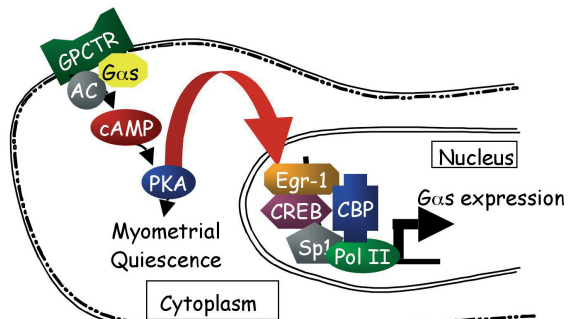 GPCTR
Gαs
AC
cAMP
PKA
Myometrial
Quiescence
Cytoplasm
Nucleus
Egr-1
CREB
CBP
Sp1
Pol II
Gαs expression